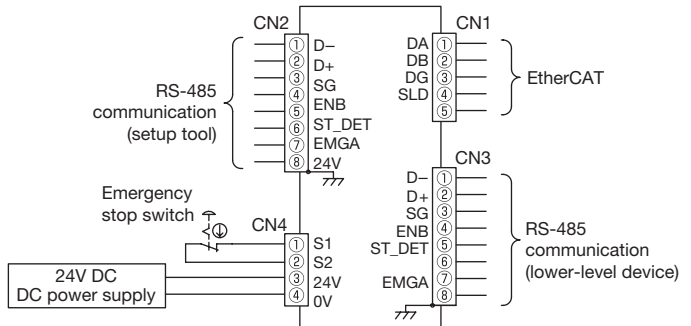 CN2
① D−
② D+
③
④ SG
⑤ ENB
⑥ ST_DET
⑦ EMGA
⑧ 24V
RS-485
communication
(setup tool)
CN1
DA ①
DB ②
DG ③
SLD ④
⑤
EtherCAT
CN3
D− ①
D+ ②
SG ③
ENB ④
ST_DET ⑤
⑥
EMGA ⑦
⑧
RS-485
communication
(lower-level device)
Emergency
stop switch
CN4
① S1
② S2
③ 24V
④ 0V
24V DC
DC power supply